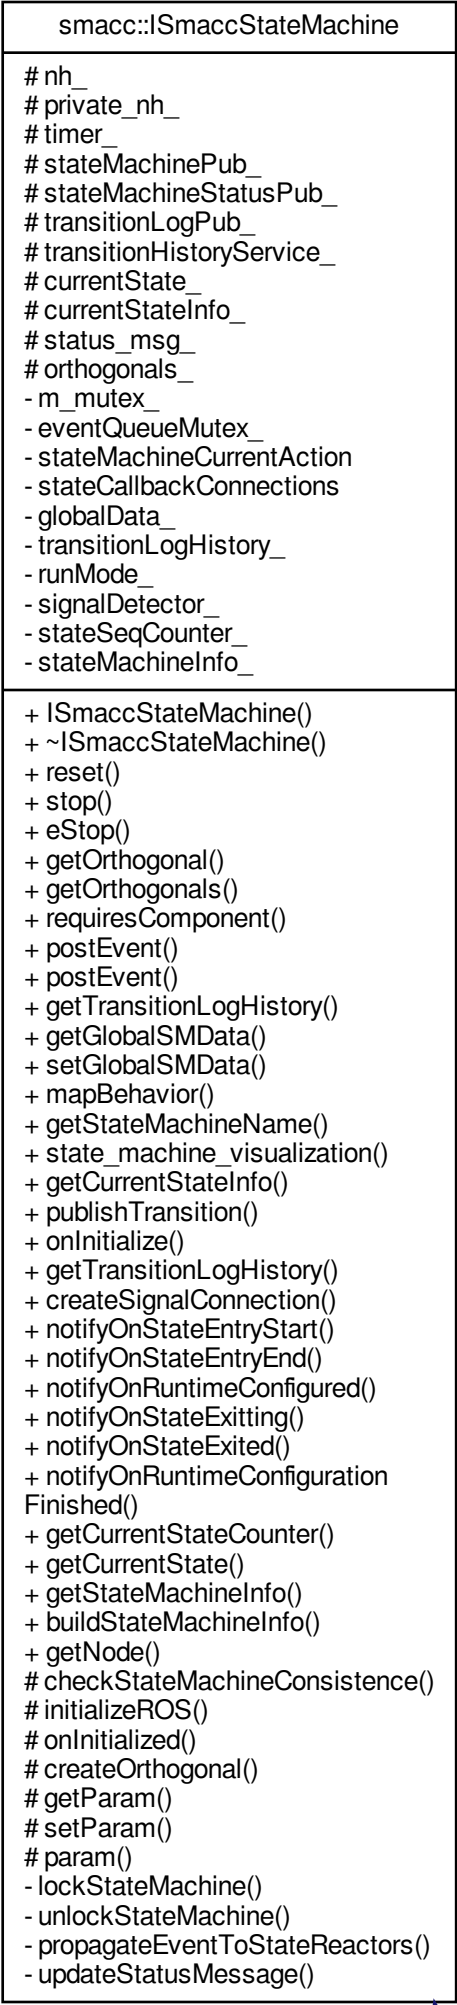 smacc::ISmaccStateMachine
# nh_
# private_nh_
# timer_
# stateMachinePub_
# stateMachineStatusPub_
# transitionLogPub_
# transitionHistoryService_
# currentState_
# currentStateInfo_
# status_msg_
# orthogonals_
- m_mutex_
- eventQueueMutex_
- stateMachineCurrentAction
- stateCallbackConnections
- globalData_
- transitionLogHistory_
- runMode_
- signalDetector_
- stateSeqCounter_
- stateMachineInfo_
+ ISmaccStateMachine()
+ ~ISmaccStateMachine()
+ reset()
+ stop()
+ eStop()
+ getOrthogonal()
+ getOrthogonals()
+ requiresComponent()
+ postEvent()
+ postEvent()
+ getTransitionLogHistory()
+ getGlobalSMData()
+ setGlobalSMData()
+ mapBehavior()
+ getStateMachineName()
+ state_machine_visualization()
+ getCurrentStateInfo()
+ publishTransition()
+ onInitialize()
+ getTransitionLogHistory()
+ createSignalConnection()
+ notifyOnStateEntryStart()
+ notifyOnStateEntryEnd()
+ notifyOnRuntimeConfigured()
+ notifyOnStateExitting()
+ notifyOnStateExited()
+ notifyOnRuntimeConfiguration
Finished()
+ getCurrentStateCounter()
+ getCurrentState()
+ getStateMachineInfo()
+ buildStateMachineInfo()
+ getNode()
# checkStateMachineConsistence()
# initializeROS()
# onInitialized()
# createOrthogonal()
# getParam()
# setParam()
# param()
- lockStateMachine()
- unlockStateMachine()
- propagateEventToStateReactors()
- updateStatusMessage()